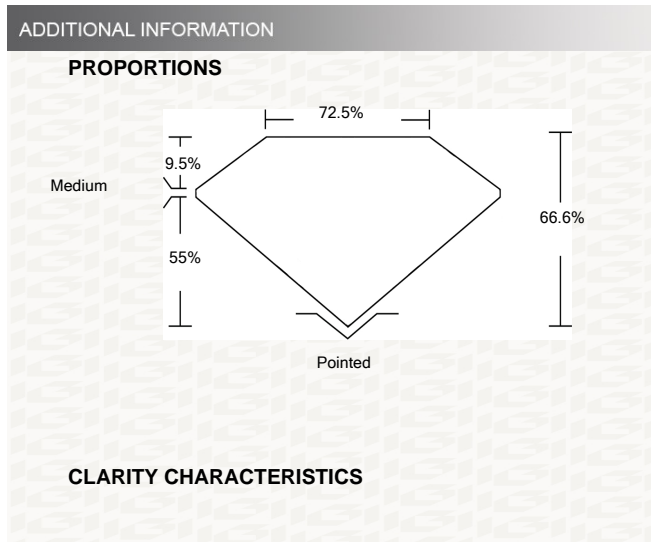 ADDITIONAL INFORMATION
PROPORTIONS
72.5%
9.5%
Medium
66.6%
55%
Pointed
CLARITY CHARACTERISTICS